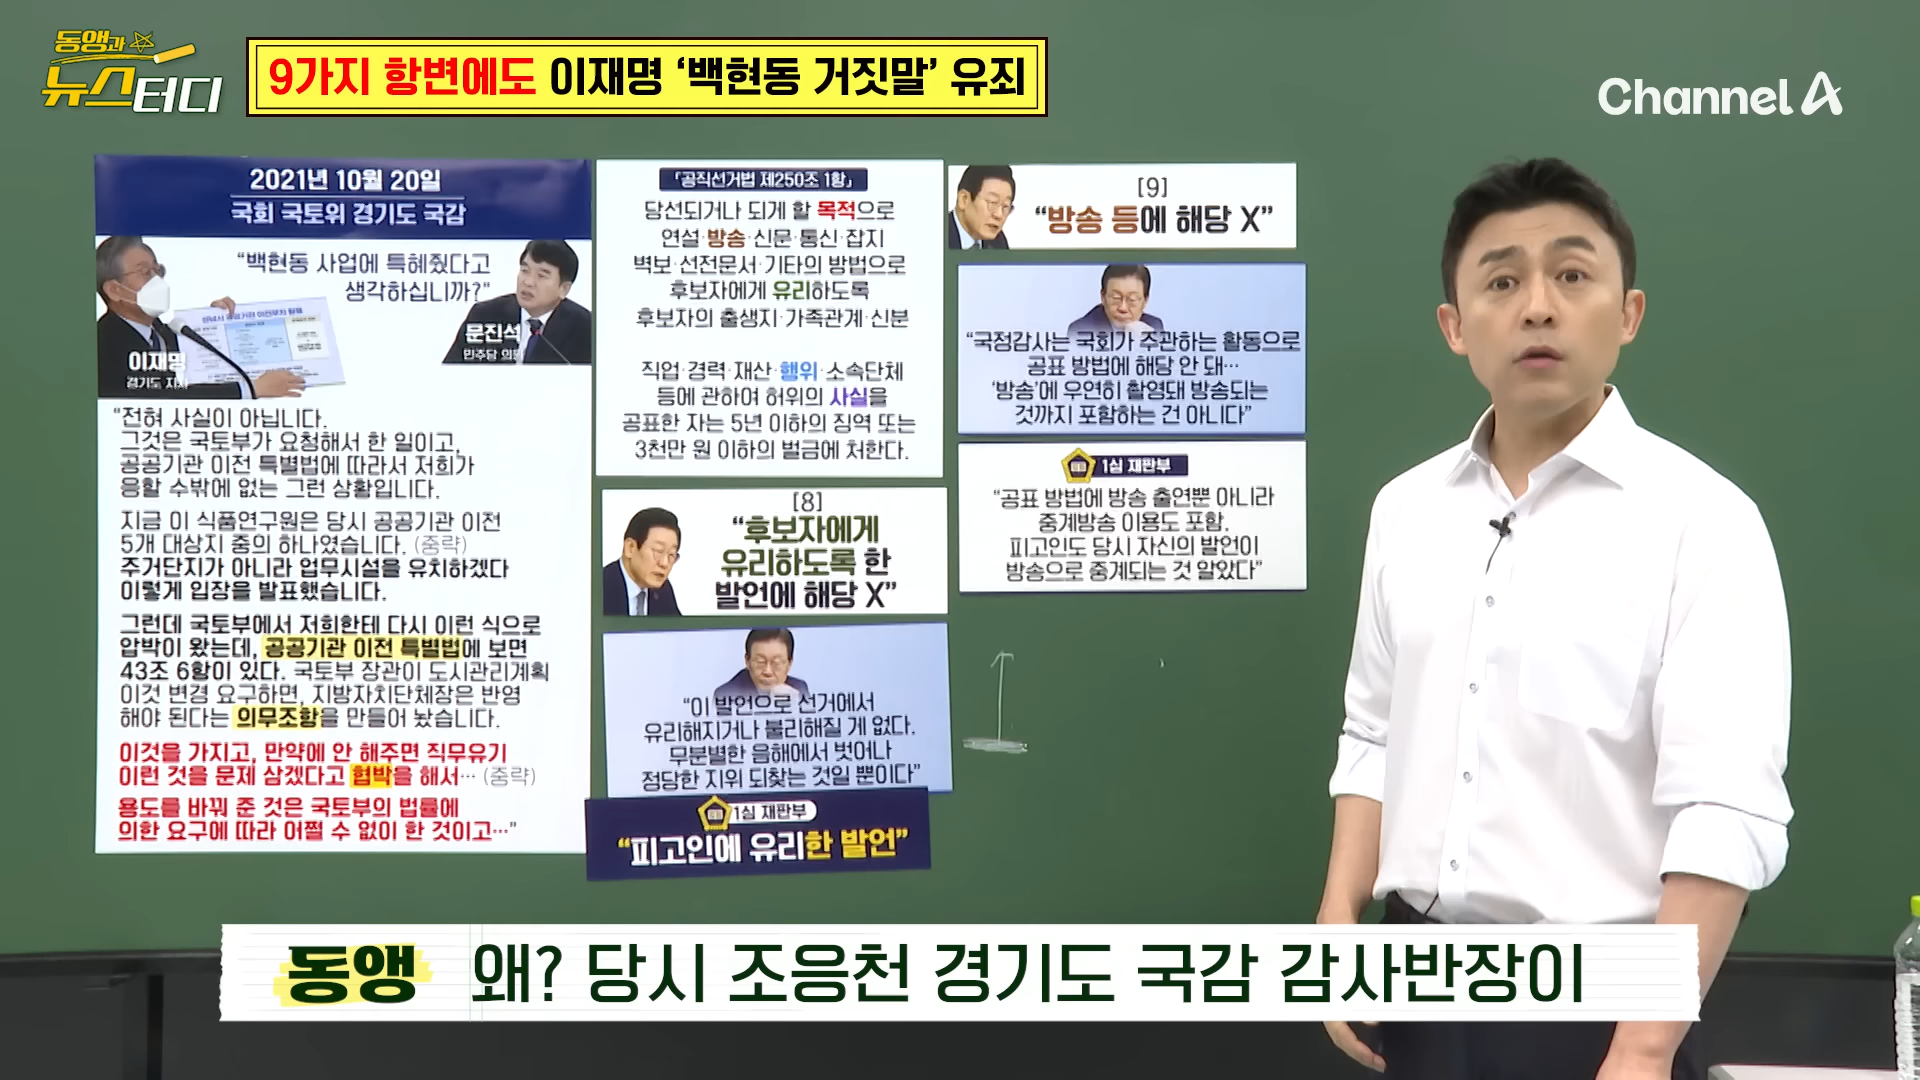 동앵과
뉴스터디
9가지 항변에도 이재명 ‘백현동 거짓말’ 유죄
Channel A
2021년 10월 20일
국회 국토위 경기도 국감
“백현동 사업에 특혜줬다고
생각하십니까?”
이재명
경기도 지사
문진석
민주당 의원
“전혀 사실이 아닙니다.
그것은 국토부가 요청해서 한 일이고,
공공기관 이전 특별법에 따라서 저희가
응할 수밖에 없는 그런 상황입니다.
지금 이 식품연구원은 당시 공공기관 이전
5개 대상지 중의 하나였습니다. (중략)
주거단지가 아니라 업무시설을 유치하겠다
이렇게 입장을 발표했습니다.
그런데 국토부에서 저희한테 다시 이런 식으로
압박이 왔는데, 공공기관 이전 특별법에 보면
43조 6항이 있다. 국토부 장관이 도시관리계획
이것 변경 요구하면, 지방자치단체장은 반영
해야 된다는 의무조항을 만들어 놨습니다.
이것을 가지고, 만약에 안 해주면 직무유기
이런 것을 문제 삼겠다고 협박을 해서… (중략)
용도를 바꿔 준 것은 국토부의 법률에
의한 요구에 따라 어쩔 수 없이 한 것이고…”
「공직선거법 제250조 1항」
당선되거나 되게 할 목적으로
연설·방송·신문·통신·잡지
벽보·선전문서·기타의 방법으로
후보자에게 유리하도록
후보자의 출생지·가족관계·신분
직업·경력·재산·행위·소속단체
등에 관하여 허위의 사실을
공표한 자는 5년 이하의 징역 또는
3천만 원 이하의 벌금에 처한다.
[8]
“후보자에게
유리하도록 한
발언에 해당 X”
“이 발언으로 선거에서
유리해지거나 불리해질 게 없다.
무분별한 음해에서 벗어나
정당한 지위 되찾는 것일 뿐이다”
1심 재판부
“피고인에 유리한 발언”
[9]
“방송 등에 해당 X”
“국정감사는 국회가 주관하는 활동으로
공표 방법에 해당 안 돼…
‘방송’에 우연히 촬영돼 방송되는
것까지 포함하는 건 아니다”
1심 재판부
“공표 방법에 방송 출연뿐 아니라
중계방송 이용도 포함.
피고인도 당시 자신의 발언이
방송으로 중계되는 것 알았다”
동앵 왜? 당시 조응천 경기도 국감 감사반장이